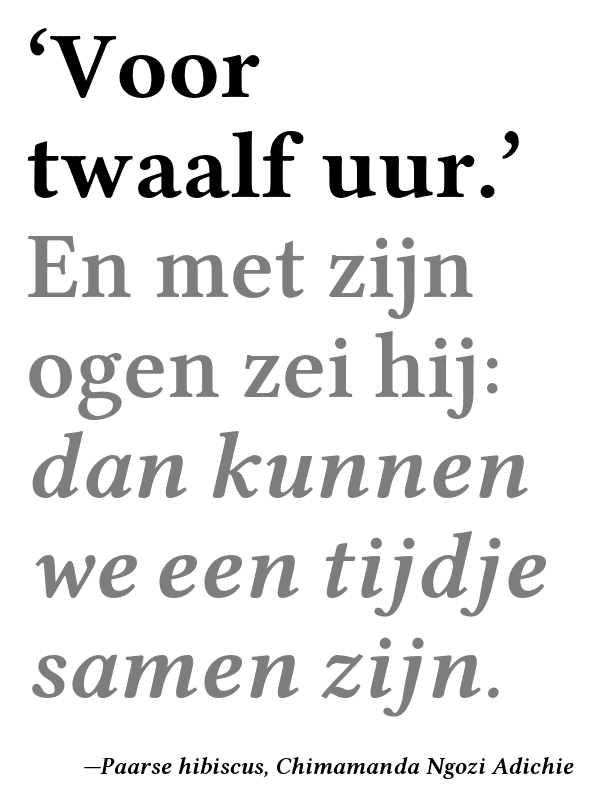 ‘Voor
twaalf uur.’
En met zijn
ogen zei hij:
dan kunnen
we een tijdje
samen zijn.
—Paarse hibiscus, Chimamanda Ngozi Adichie